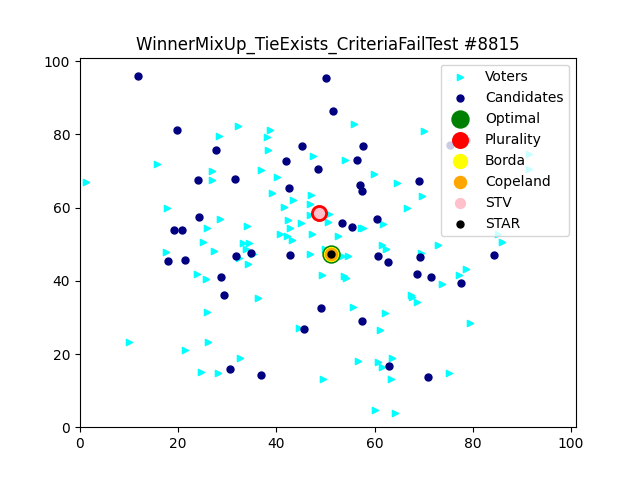 WinnerMixUp_TieExists_CriteriaFailTest #8815
100
80
60
40
20
0
0 20 40 60 80 100
Voters
Candidates
Optimal
Plurality
Borda
Copeland
STV
STAR